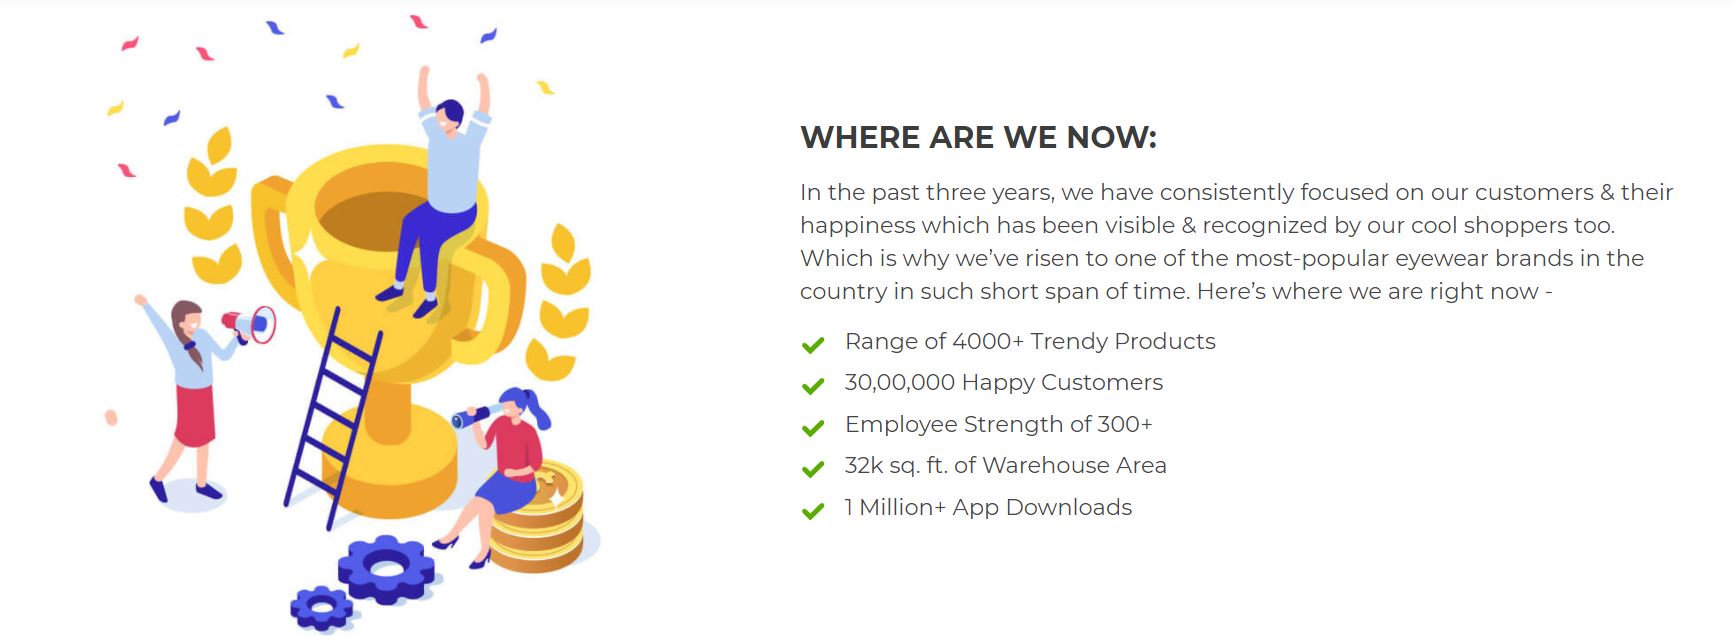 WHERE ARE WE NOW:
In the past three years, we have consistently focused on our customers & their
happiness which has been visible & recognized by our cool shoppers too.
Which is why we’ve risen to one of the most-popular eyewear brands in the
country in such short span of time. Here’s where we are right now -
Range of 4000+ Trendy Products
30,00,000 Happy Customers
Employee Strength of 300+
32k sq. ft. of Warehouse Area
1 Million+ App Downloads